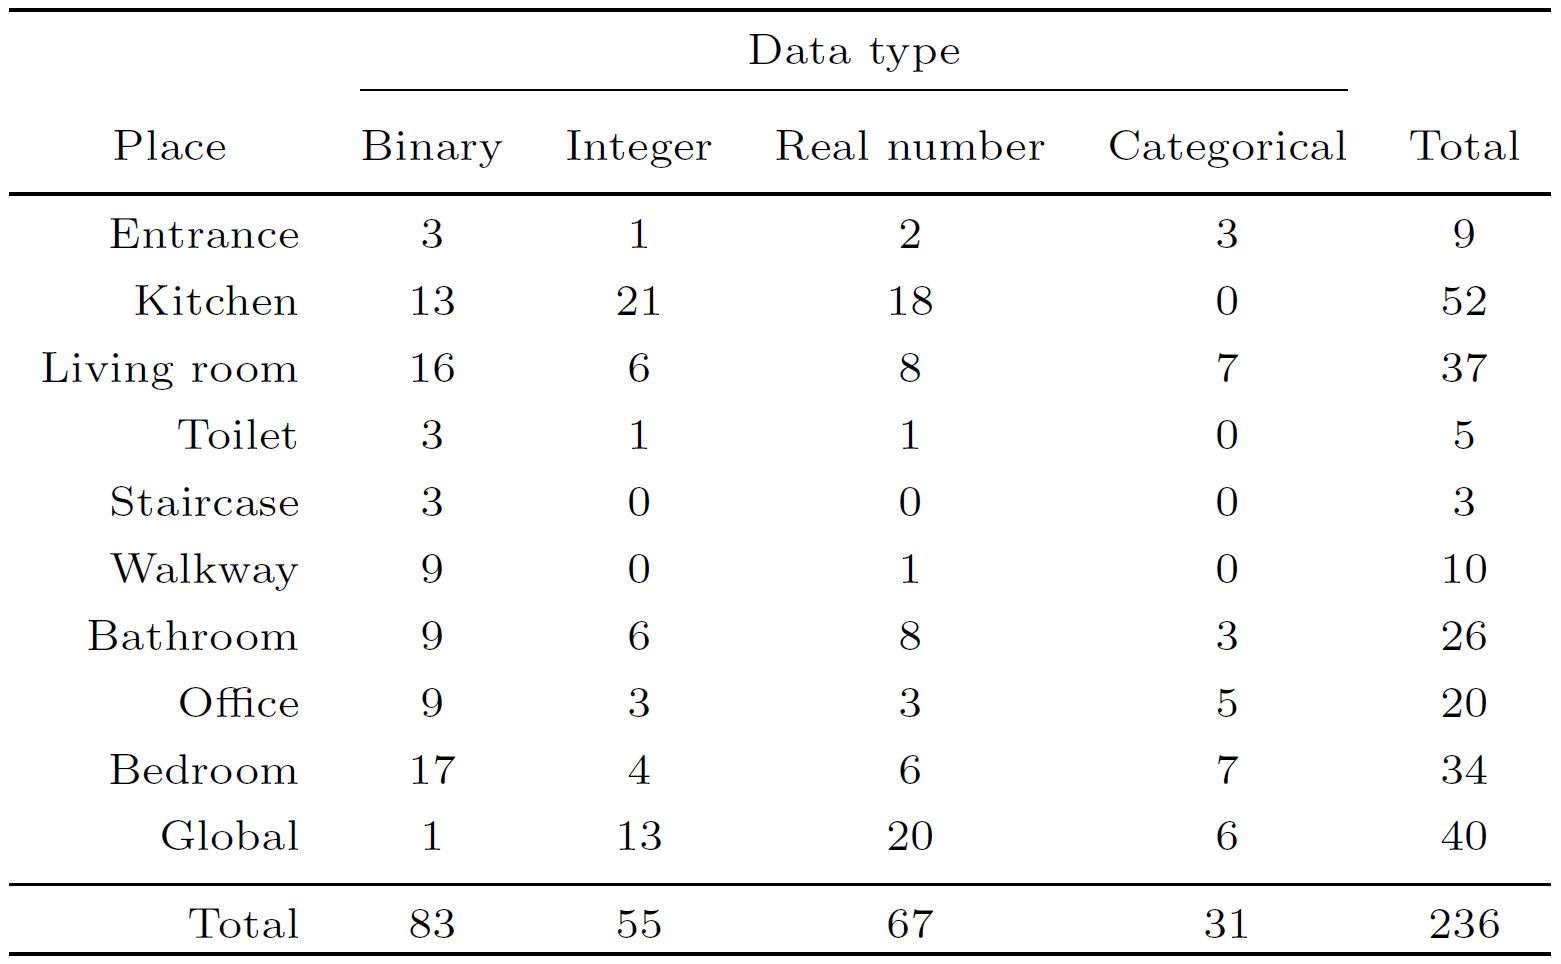 Data type
Place Binary Integer Real number Categorical Total
Entrance 3 1 2 3 9
Kitchen 13 21 18 0 52
Living room 16 6 8 7 37
Toilet 3 1 1 0 5
Staircase 3 0 0 0 3
Walkway 9 0 1 0 10
Bathroom 9 6 8 3 26
Office 9 3 3 5 20
Bedroom 17 4 6 7 34
Global 1 13 20 6 40
Total 83 55 67 31 236